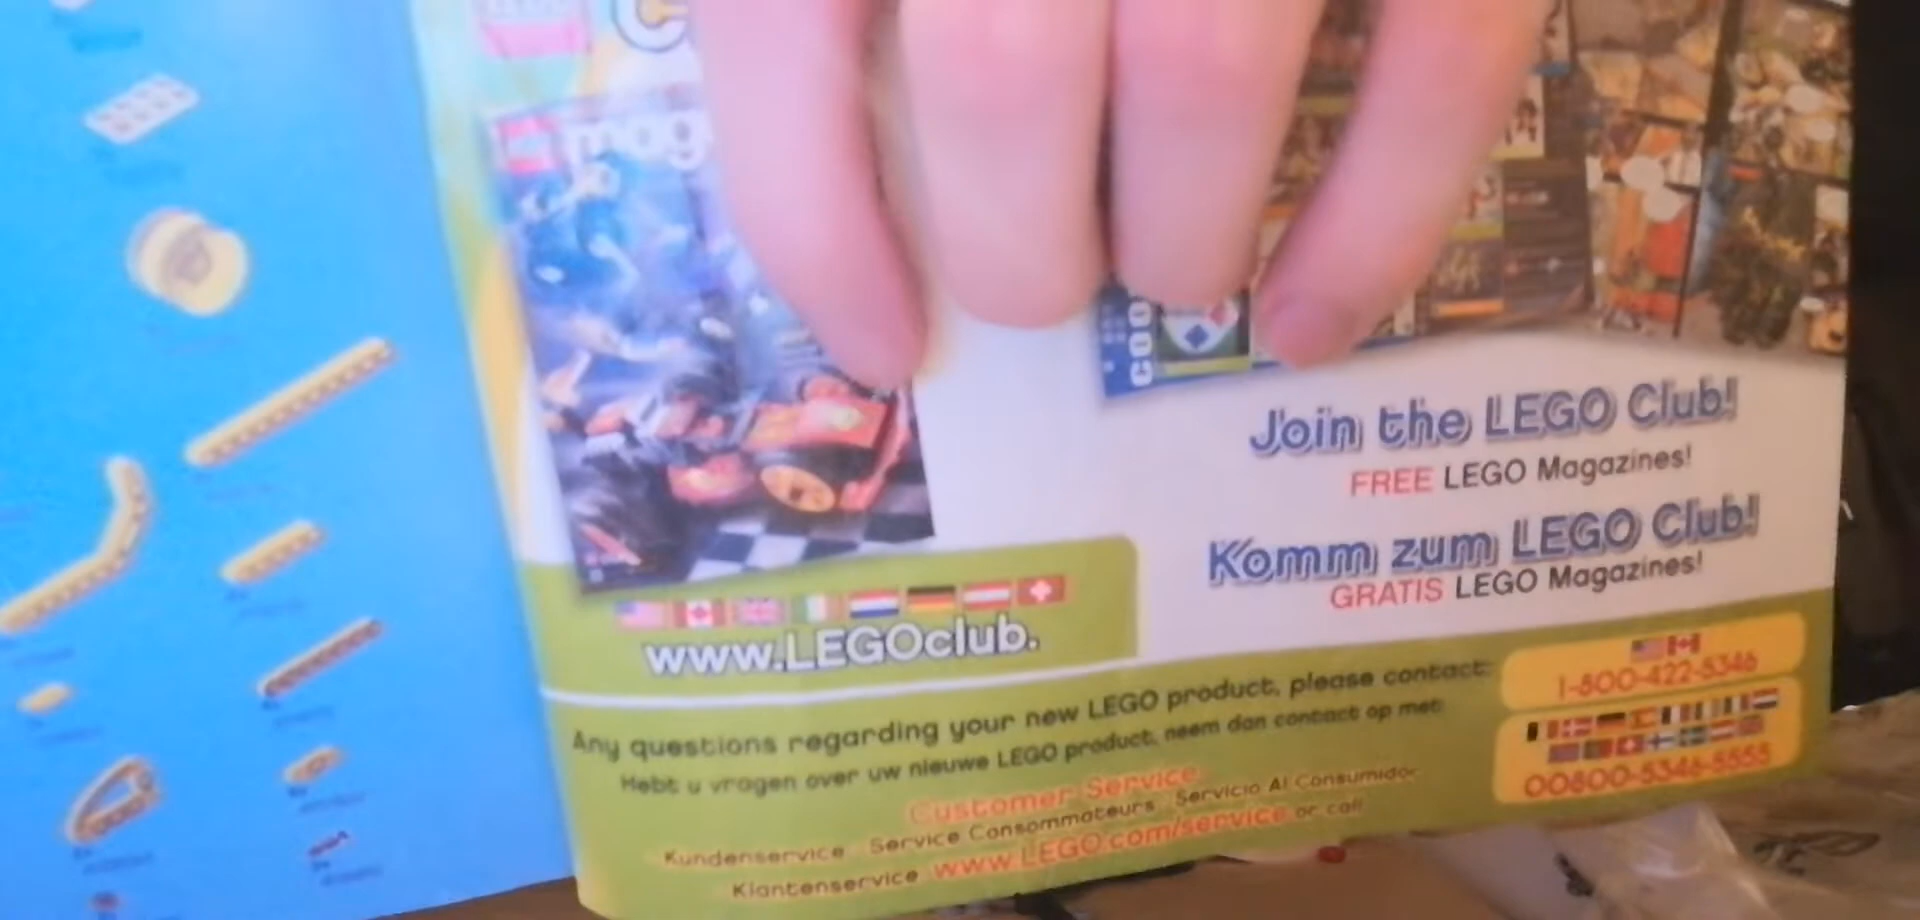 mag
COO
Join the LEGO Club!
FREE LEGO Magazines!
Komm zum LEGO Club!
GRATIS LEGO Magazines!
www.LEGOclub.
Any questions regarding your new LEGO product, please contact:
Hebt u vragen over uw nieuwe LEGO product, neem dan contact op met:
Customer Service
Kundenservice Service Consommateurs Servicio Al Consumidor
Klantenservice www.LEGO.com/service or call
1-800-422-5346
00800-5346-5555